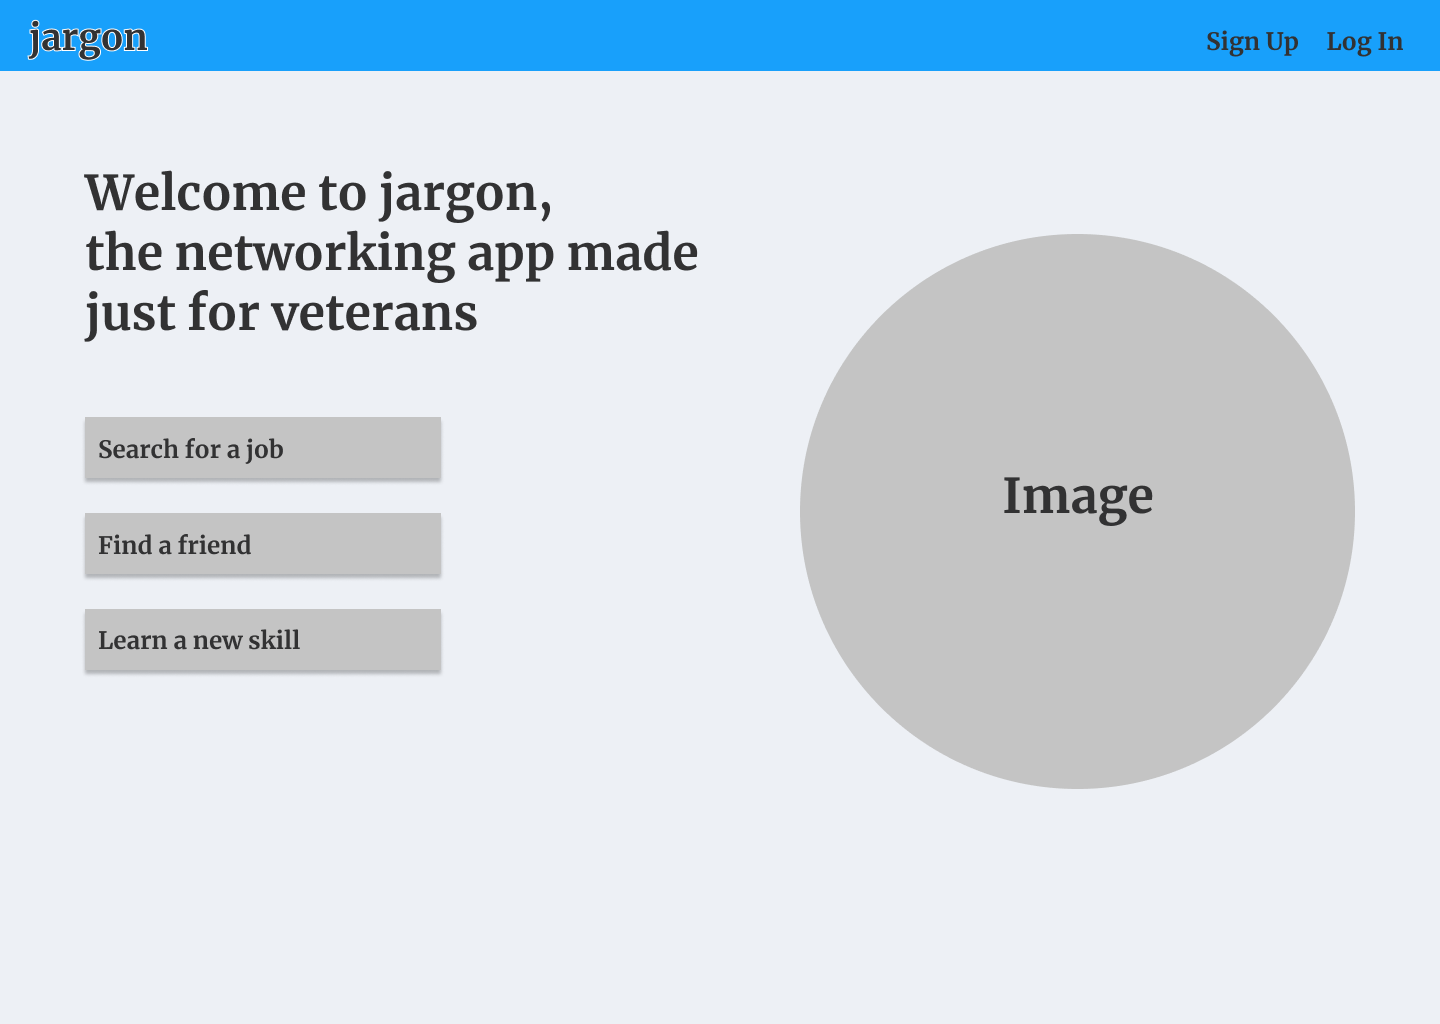 jargon
Sign Up
Log In
Welcome to jargon,
the networking app made
just for veterans
Search for a job
Find a friend
Learn a new skill
Image